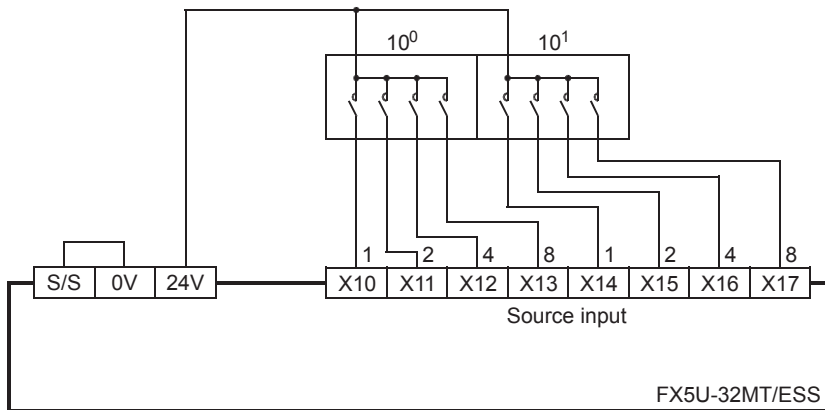 10⁰ 10¹
1 2 4 8 1 2 4 8
S/S 0V 24V X10 X11 X12 X13 X14 X15 X16 X17
Source input
FX5U-32MT/ESS